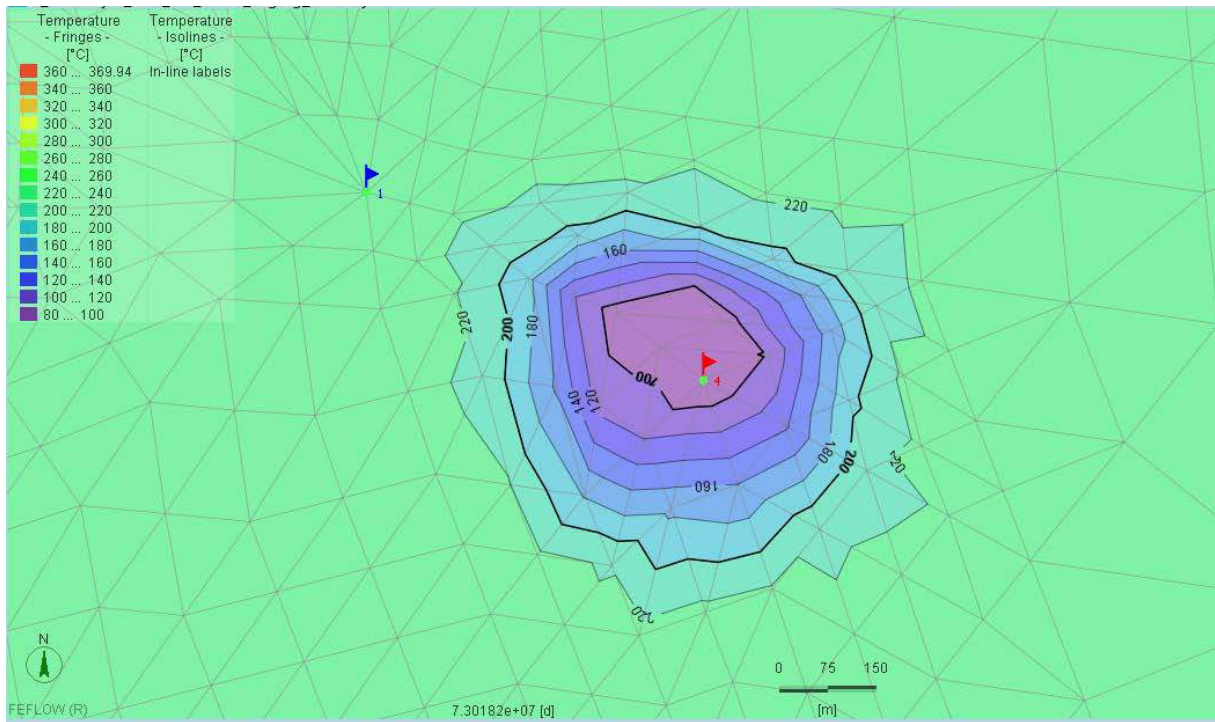 Temperature
- Fringes -
[°C]
360 ... 369.94
340 ... 360
320 ... 340
300 ... 320
280 ... 300
260 ... 280
240 ... 260
220 ... 240
200 ... 220
180 ... 200
160 ... 180
140 ... 160
120 ... 140
100 ... 120
80 ... 100
Temperature
- Isolines -
[°C]
In-line labels
1
220
160
220
200
180
4
140
120
180
200
160
220
N
0 75 150
[m]
FEFLOW (R)
7.30182e+07 [d]